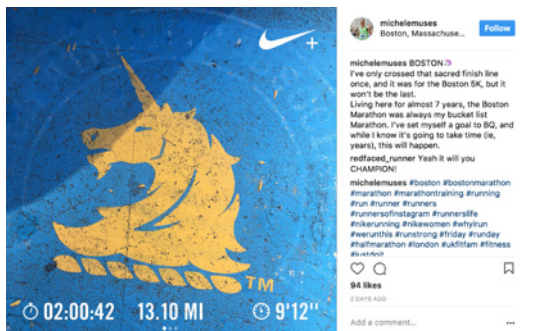 michelemuses
Boston, Massachuse...
Follow
michelemuses BOSTON🦄
I've only crossed that sacred finish line
once, and it was for the Boston 5K, but it
won't be the last.
Living here for almost 7 years, the Boston
Marathon was always my bucket list
Marathon. I've set myself a goal to BQ, and
while I know it's going to take time (ie,
years), this will happen.
redfaced_runner Yeah it will you
CHAMPION!
michelemuses #boston #bostonmarathon
#marathon #marathontraining #running
#run #runner #runners
#runnersofinstagram #runnerslife
#nikerunning #nikewomen #whyirun
#werunthis #runstrong #friday #runday
#halfmarathon #london #ukfitfam #fitness
#justdoit
94 likes
2 DAYS AGO
Add a comment...
+
TM
02:00:42 13.10 MI 9'12"